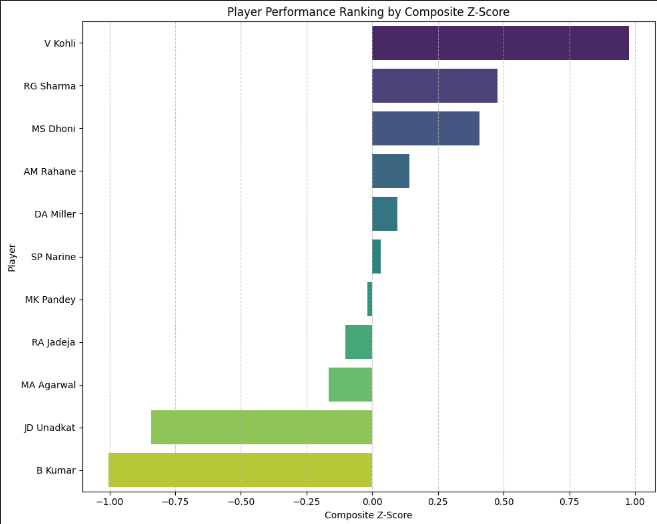 Player Performance Ranking by Composite Z-Score
Player
V Kohli
RG Sharma
MS Dhoni
AM Rahane
DA Miller
SP Narine
MK Pandey
RA Jadeja
MA Agarwal
JD Unadkat
B Kumar
−1.00 −0.75 −0.50 −0.25 0.00 0.25 0.50 0.75 1.00
Composite Z-Score